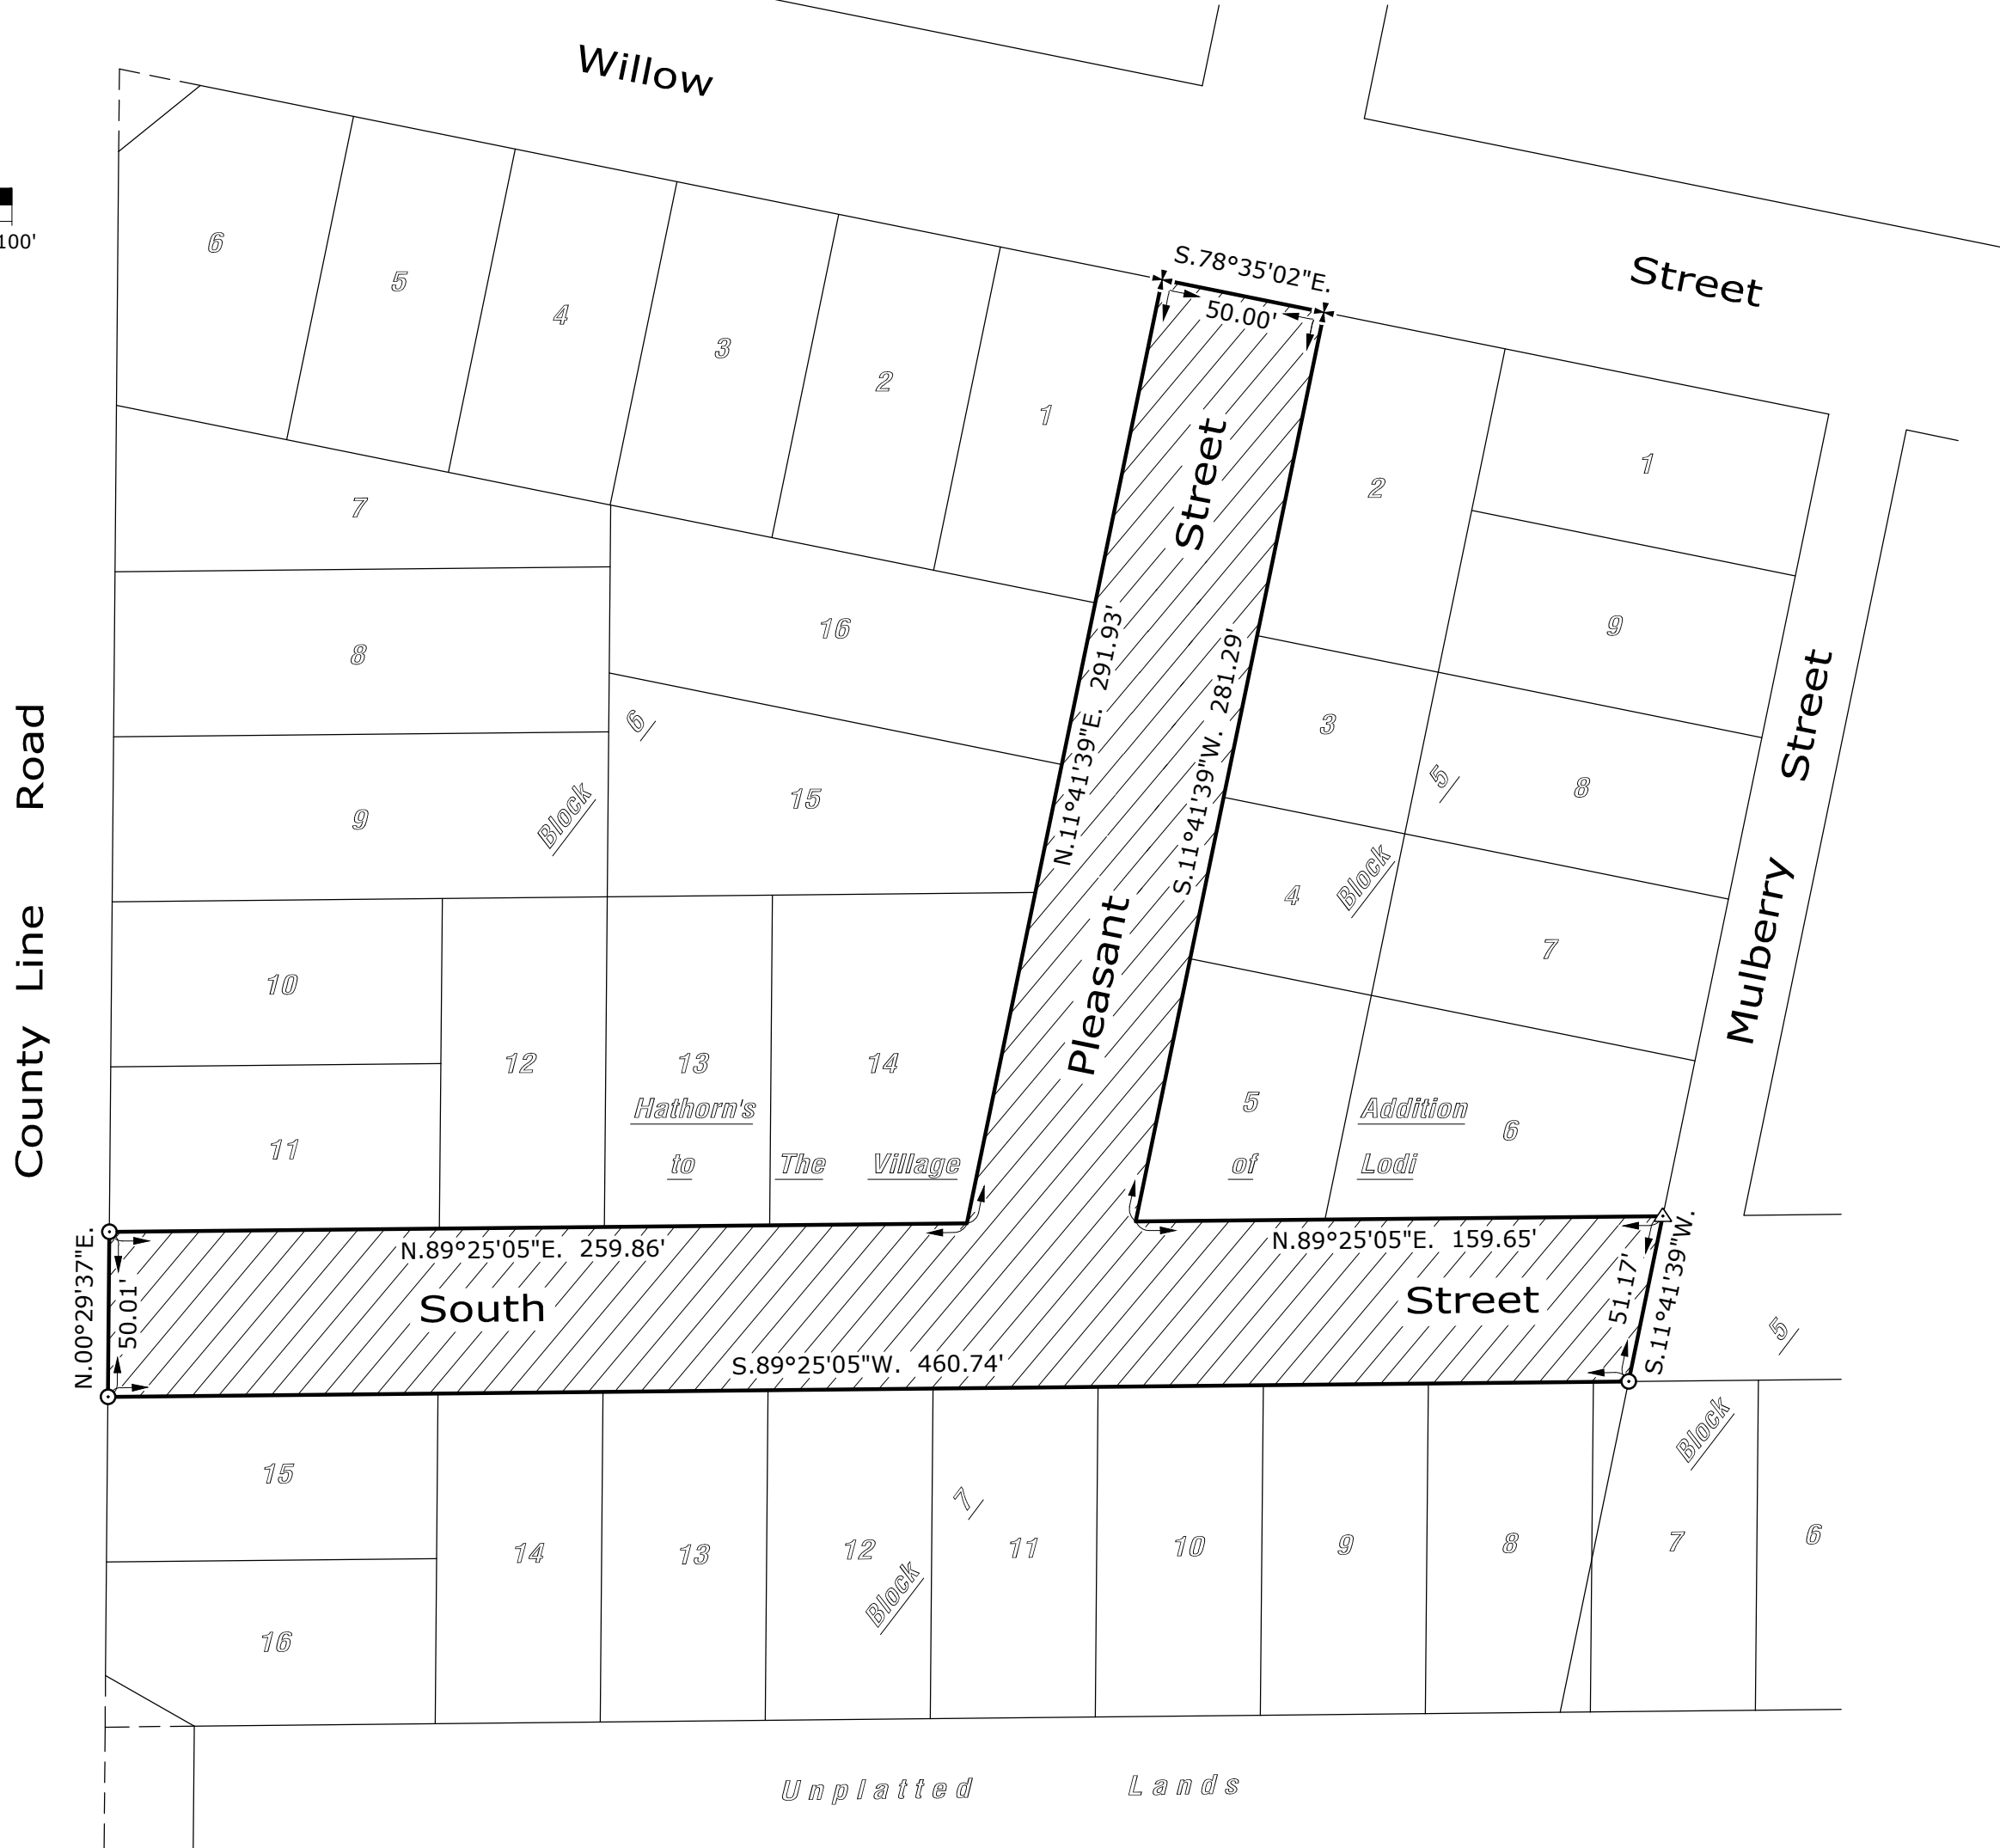 Willow
Street
100'
6
5
4
3
2
1
S.78°35'02"E.
50.00'
7
8
9
16
15
6
Block
10
11
12
13
14
Hathorn's
Addition
to
The
Village
of
Lodi
Street
Pleasant
N.11°41'39"E. 291.93'
S.11°41'39"W. 281.29'
2
1
9
3
8
5
Block
4
7
5
6
Mulberry Street
County Line Road
N.00°29'37"E.
50.01'
N.89°25'05"E. 259.86'
N.89°25'05"E. 159.65'
South
Street
S.89°25'05"W. 460.74'
51.17'
S.11°41'39"W.
5
Block
15
16
14
13
12
7
Block
11
10
9
8
7
6
Unplatted Lands